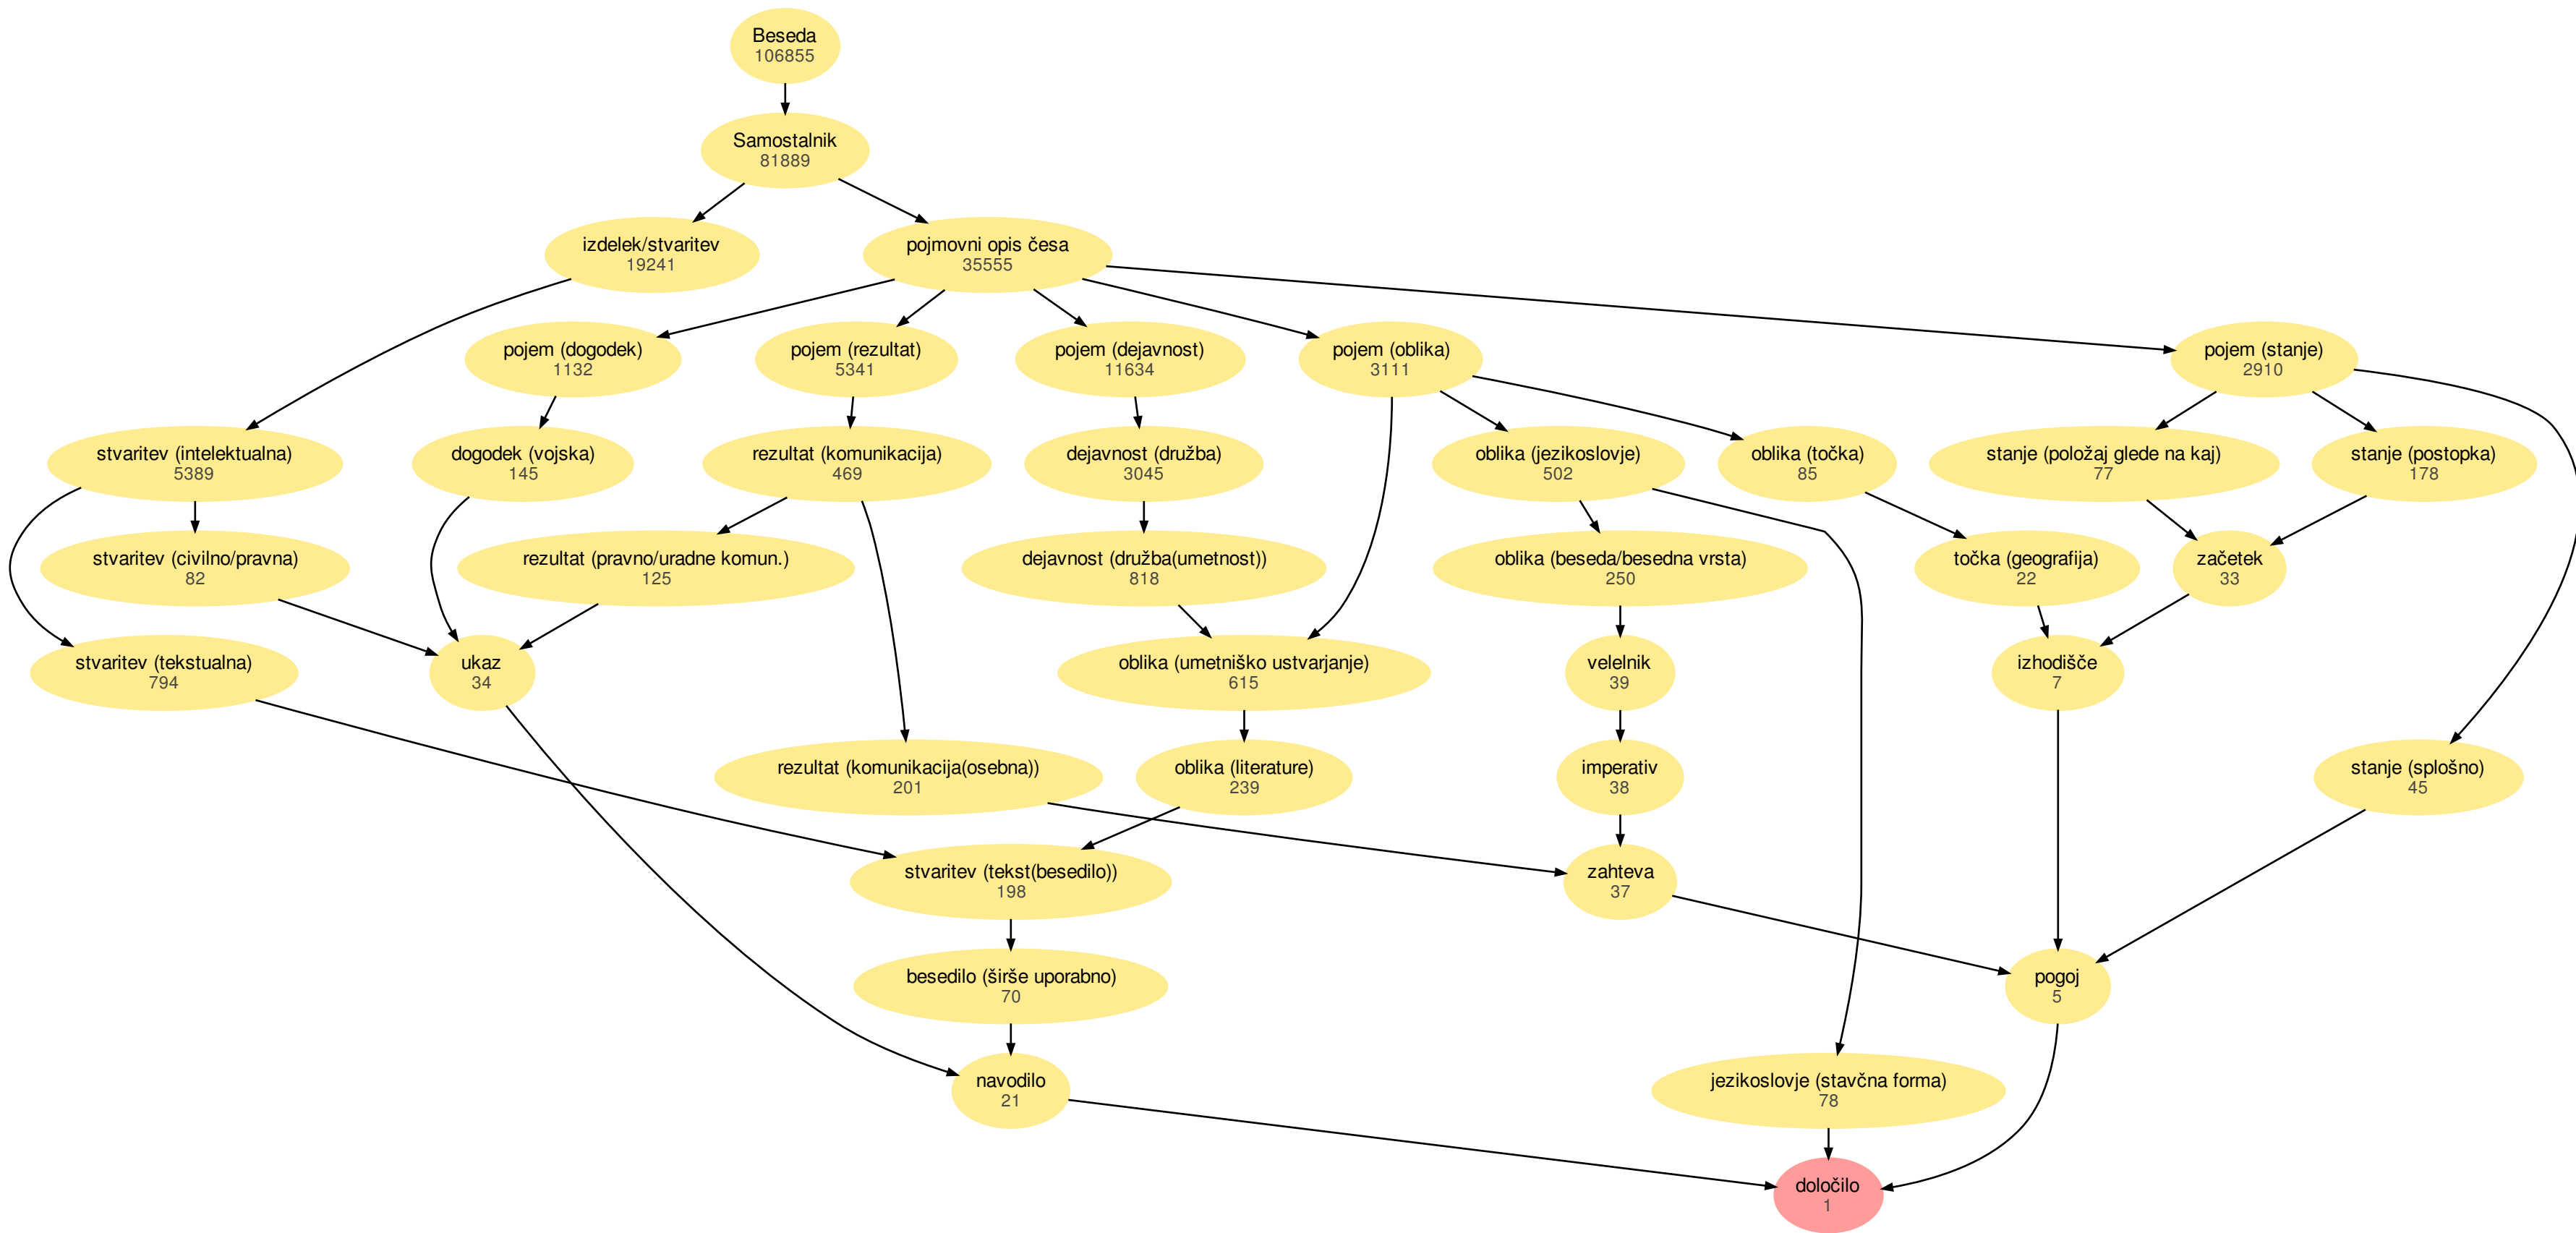 Beseda
106855
Samostalnik
81889
izdelek/stvaritev
19241
pojmovni opis česa
35555
pojem (dogodek)
1132
pojem (rezultat)
5341
pojem (dejavnost)
11634
pojem (oblika)
3111
pojem (stanje)
2910
stvaritev (intelektualna)
5389
dogodek (vojska)
145
rezultat (komunikacija)
469
dejavnost (družba)
3045
oblika (jezikoslovje)
502
oblika (točka)
85
stanje (položaj glede na kaj)
77
stanje (postopka)
178
stvaritev (civilno/pravna)
82
rezultat (pravno/uradne komun.)
125
dejavnost (družba(umetnost))
818
oblika (beseda/besedna vrsta)
250
točka (geografija)
22
začetek
33
stvaritev (tekstualna)
794
ukaz
34
oblika (umetniško ustvarjanje)
615
velelnik
39
izhodišče
7
rezultat (komunikacija(osebna))
201
oblika (literature)
239
imperativ
38
stanje (splošno)
45
stvaritev (tekst(besedilo))
198
zahteva
37
besedilo (širše uporabno)
70
pogoj
5
navodilo
21
jezikoslovje (stavčna forma)
78
določilo
1